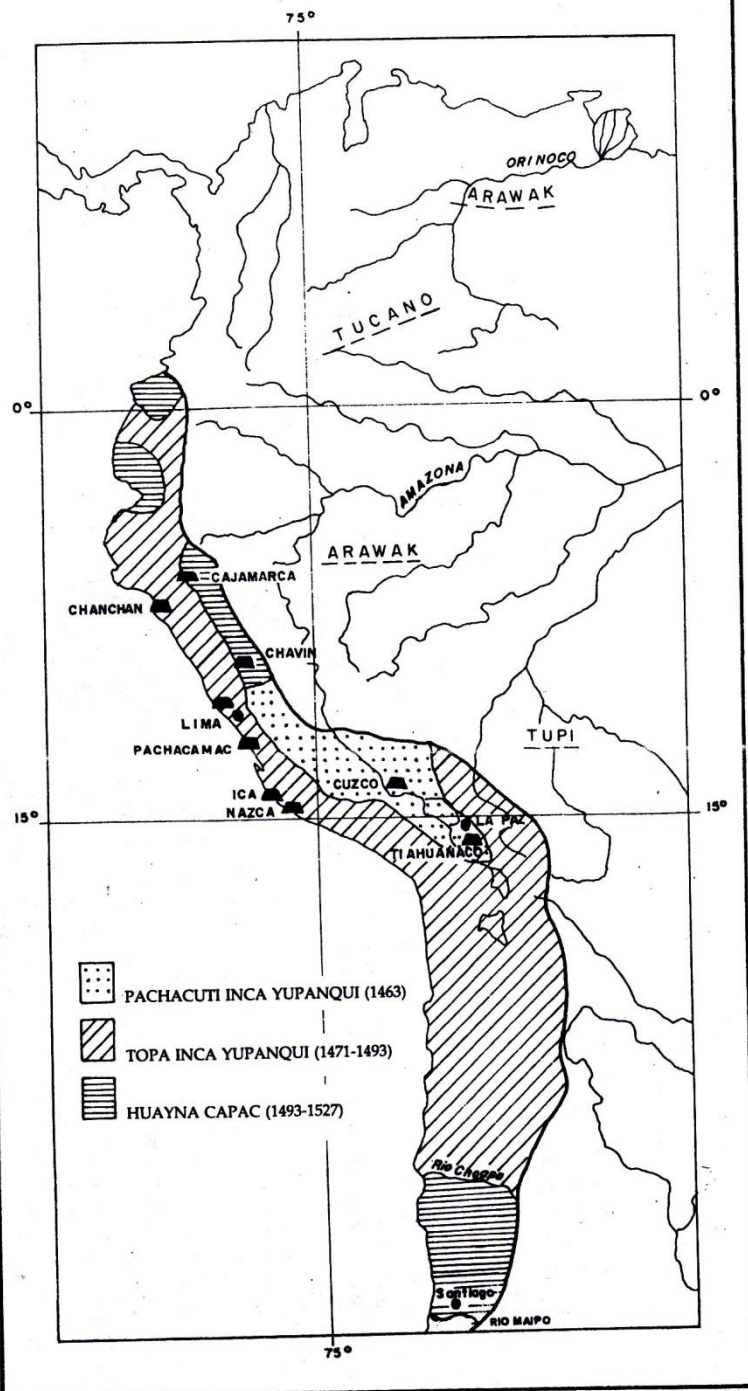 75°
ORINOCO
ARAWAK
TUCANO
0°
0°
AMAZONA
ARAWAK
CAJAMARCA
CHANCHAN
CHAVIN
LIMA
TUPI
PACHACAMAC
CUZCO
ICA
NAZCA
15°
15°
LA PAZ
TIAHUANACO
PACHACUTI INCA YUPANQUI (1463)
TOPA INCA YUPANQUI (1471-1493)
HUAYNA CAPAC (1493-1527)
Rio Choapa
Santiago
RIO MAIPO
75°